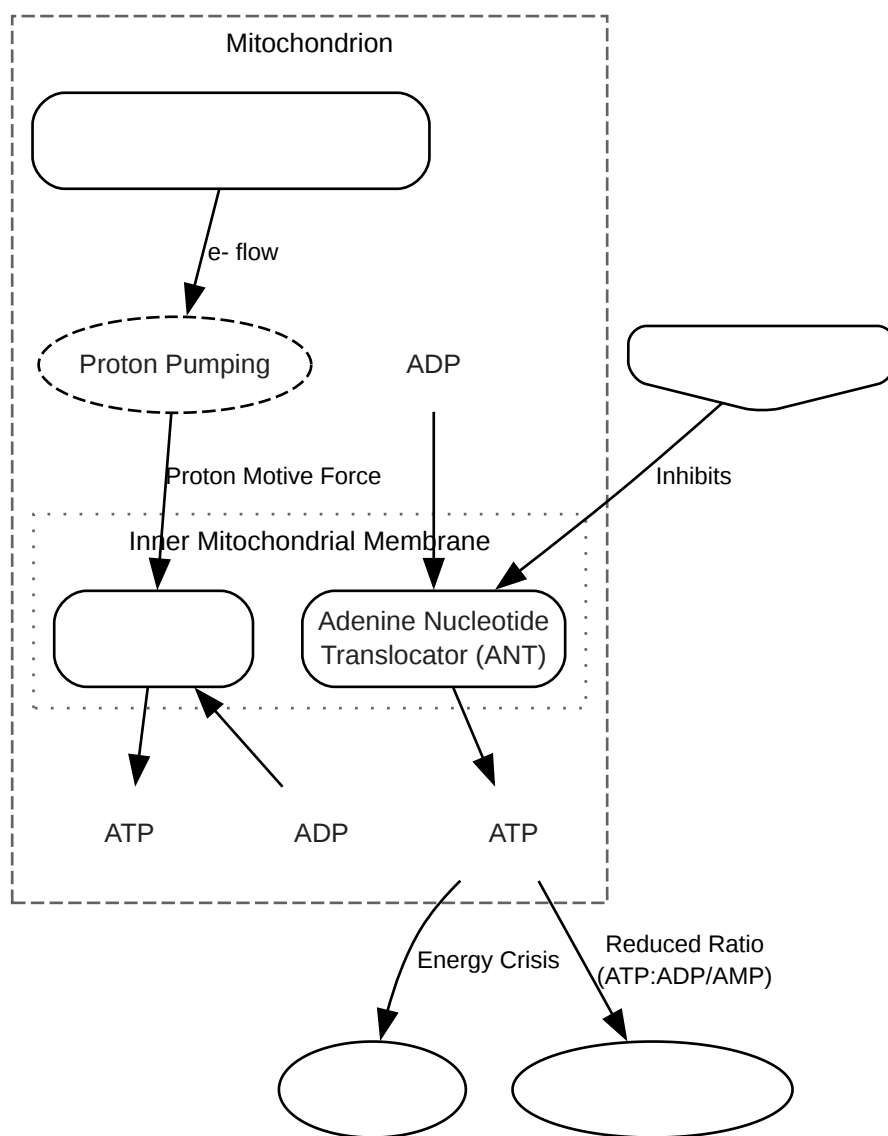 Mitochondrion
e- flow
Proton Pumping
ADP
Proton Motive Force
Inhibits
Inner Mitochondrial Membrane
Adenine Nucleotide
Translocator (ANT)
ATP
ADP
ATP
Energy Crisis
Reduced Ratio
(ATP:ADP/AMP)